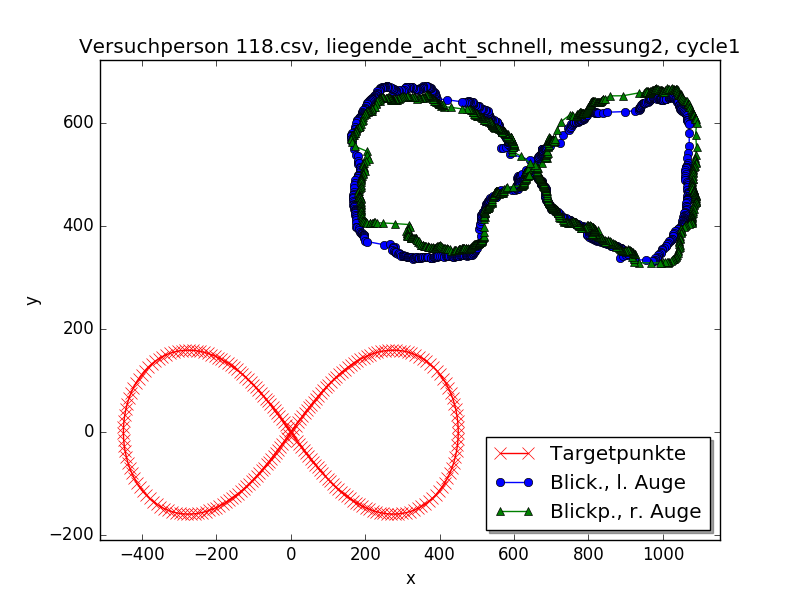 Versuchperson 118.csv, liegende_acht_schnell, messung2, cycle1
600
400
200
0
−200
y
−400
−200
0
200
400
600
800
1000
x
Targetpunkte
Blick., l. Auge
Blickp., r. Auge